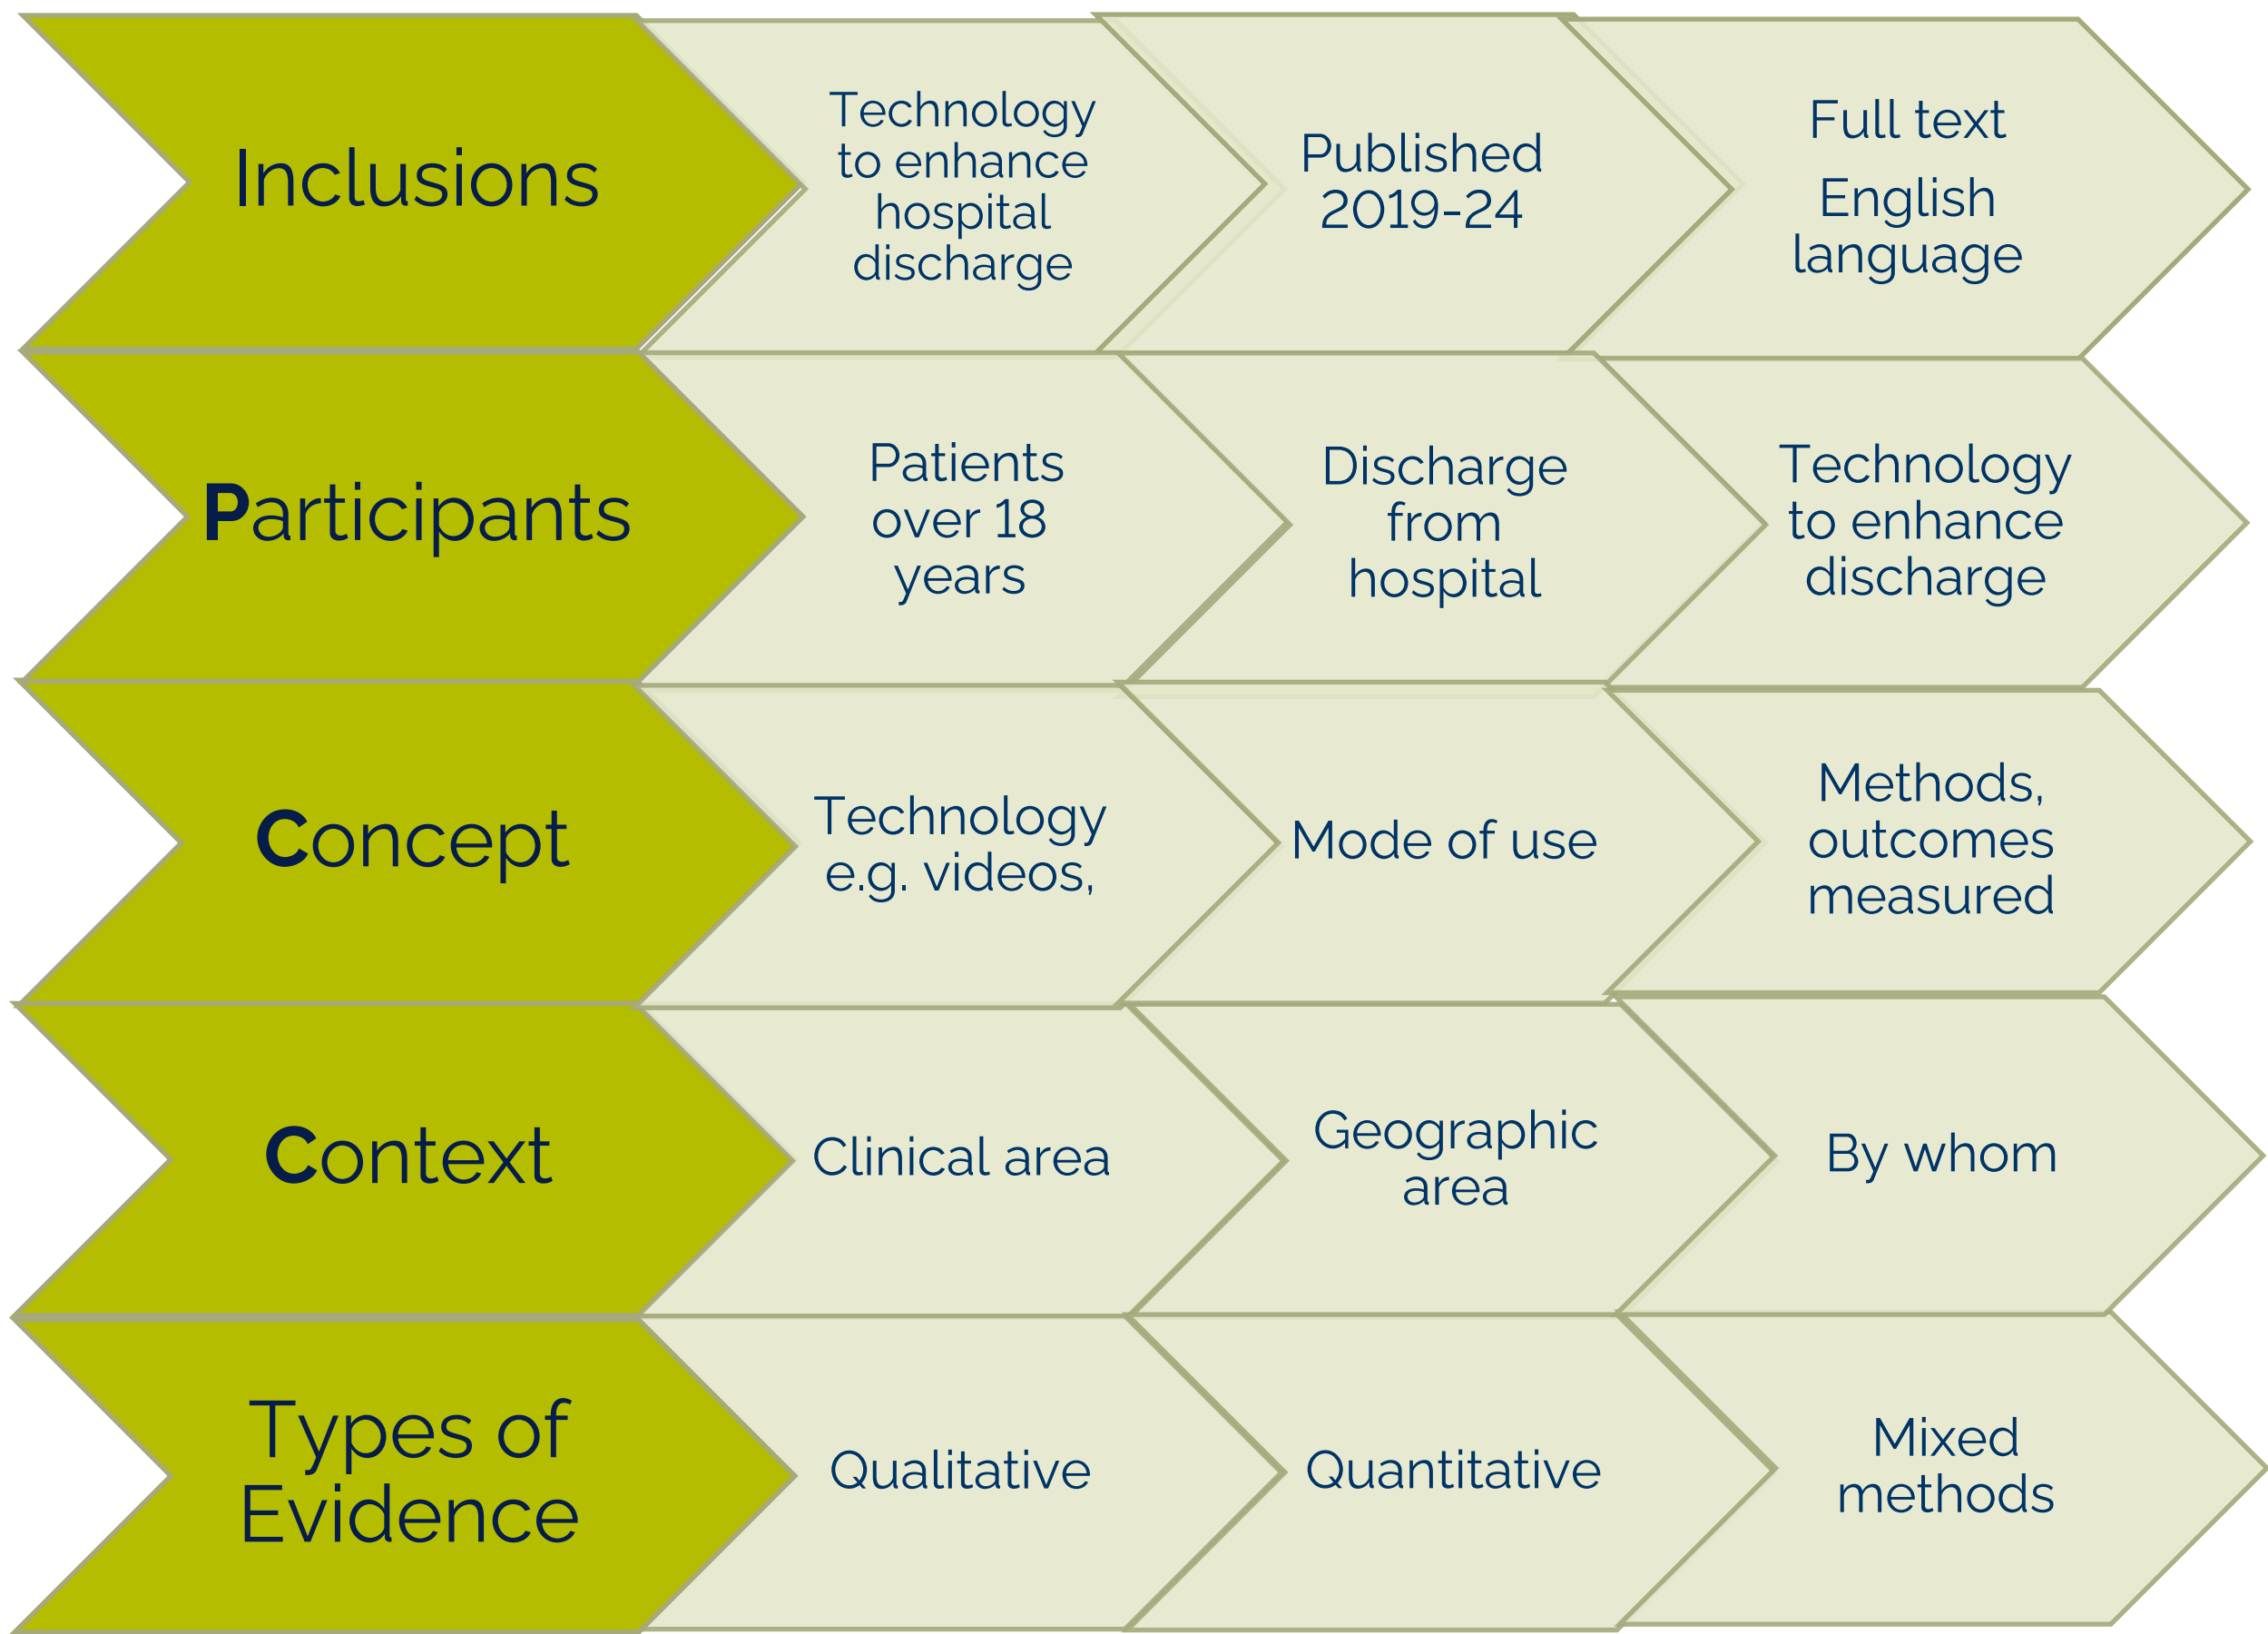 Inclusions
Technology
to enhance
hospital
discharge
Published
2019-24
Full text
English
language
Participants
Patients
over 18
years
Discharge
from
hospital
Technology
to enhance
discharge
Concept
Technology
e.g. videos,
Mode of use
Methods,
outcomes
measured
Context
Clinical area
Geographic
area
By whom
Types of
Evidence
Qualitative
Quantitative
Mixed
methods